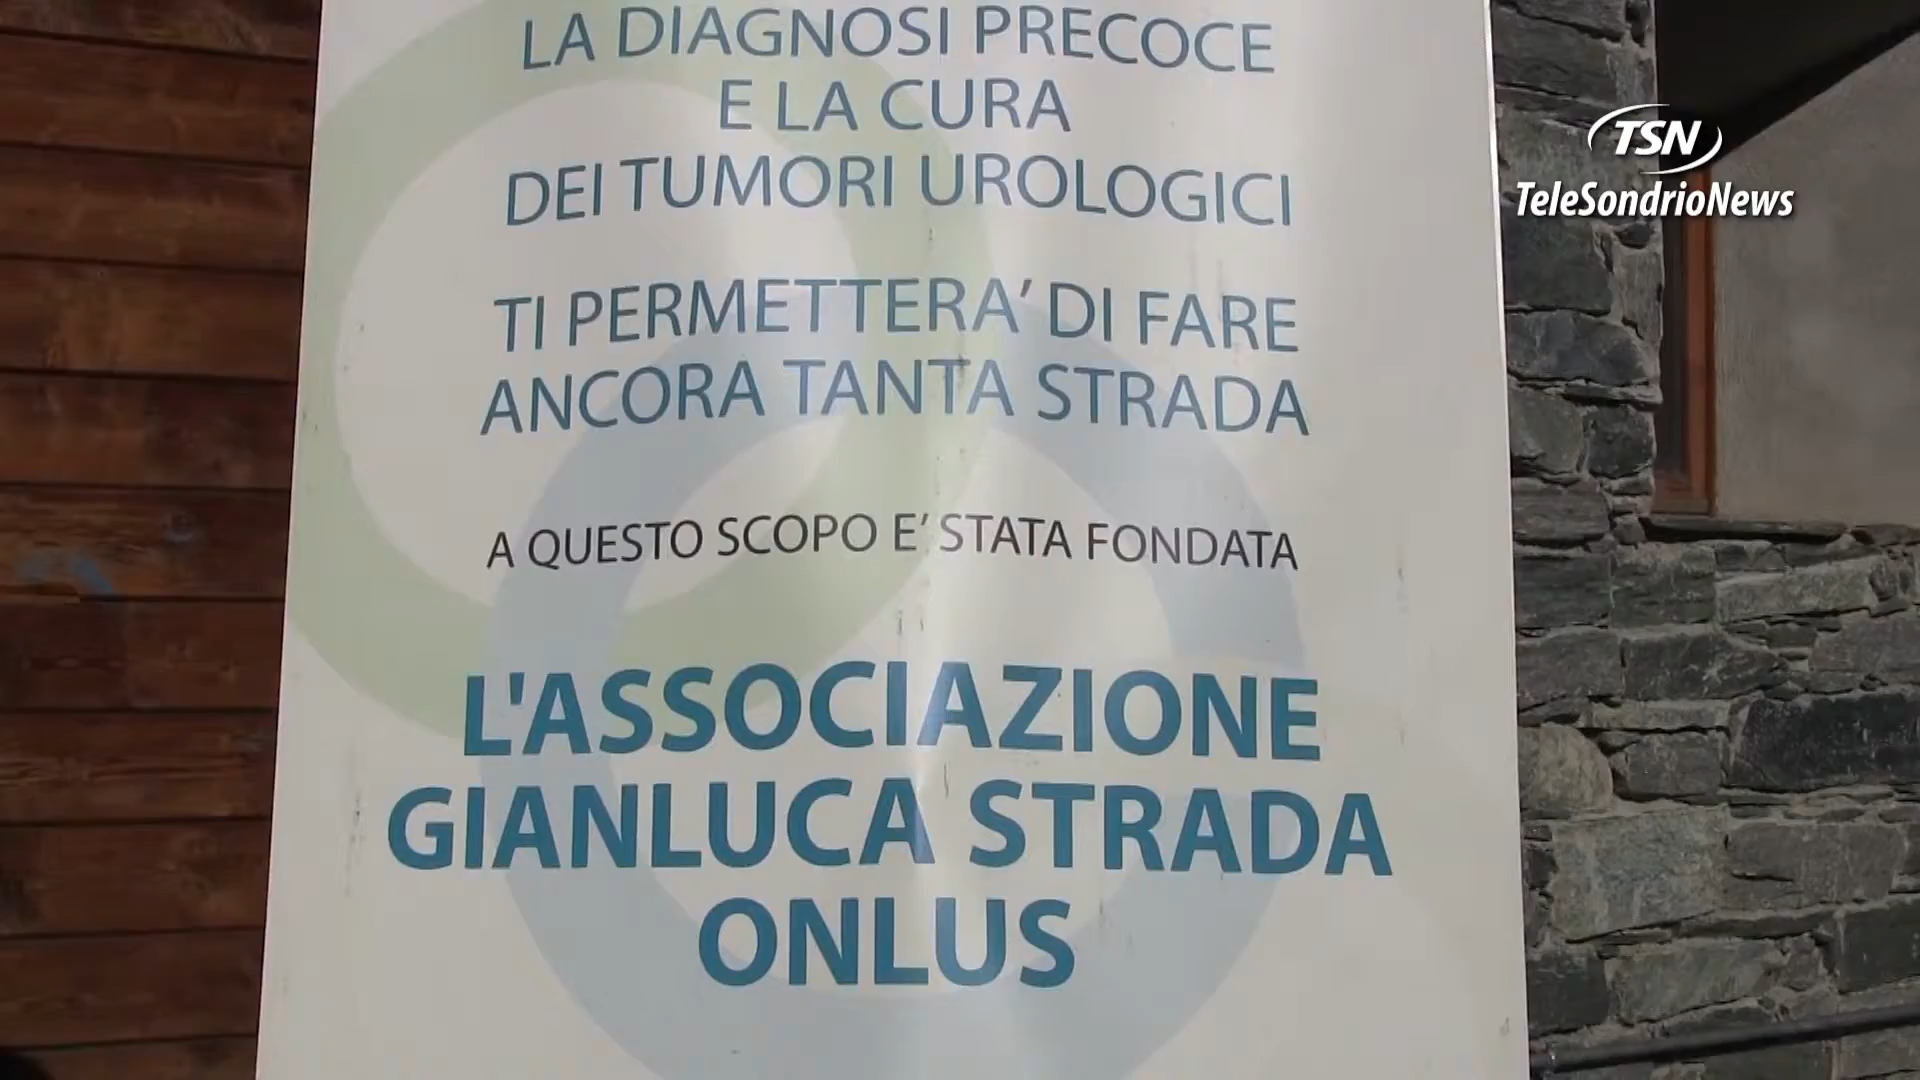 LA DIAGNOSI PRECOCE
E LA CURA
DEI TUMORI UROLOGICI
TI PERMETTERA' DI FARE
ANCORA TANTA STRADA
A QUESTO SCOPO E' STATA FONDATA
L'ASSOCIAZIONE
GIANLUCA STRADA
ONLUS
TSN
TeleSondrioNews